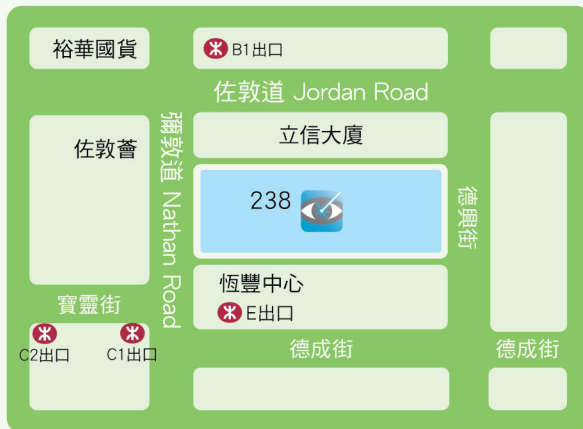 裕華國貨
B1出口
佐敦道 Jordan Road
佐敦薈
彌敦道 Nathan Road
立信大廈
238
德興街
恆豐中心
E出口
寶靈街
C2出口
C1出口
德成街
德成街